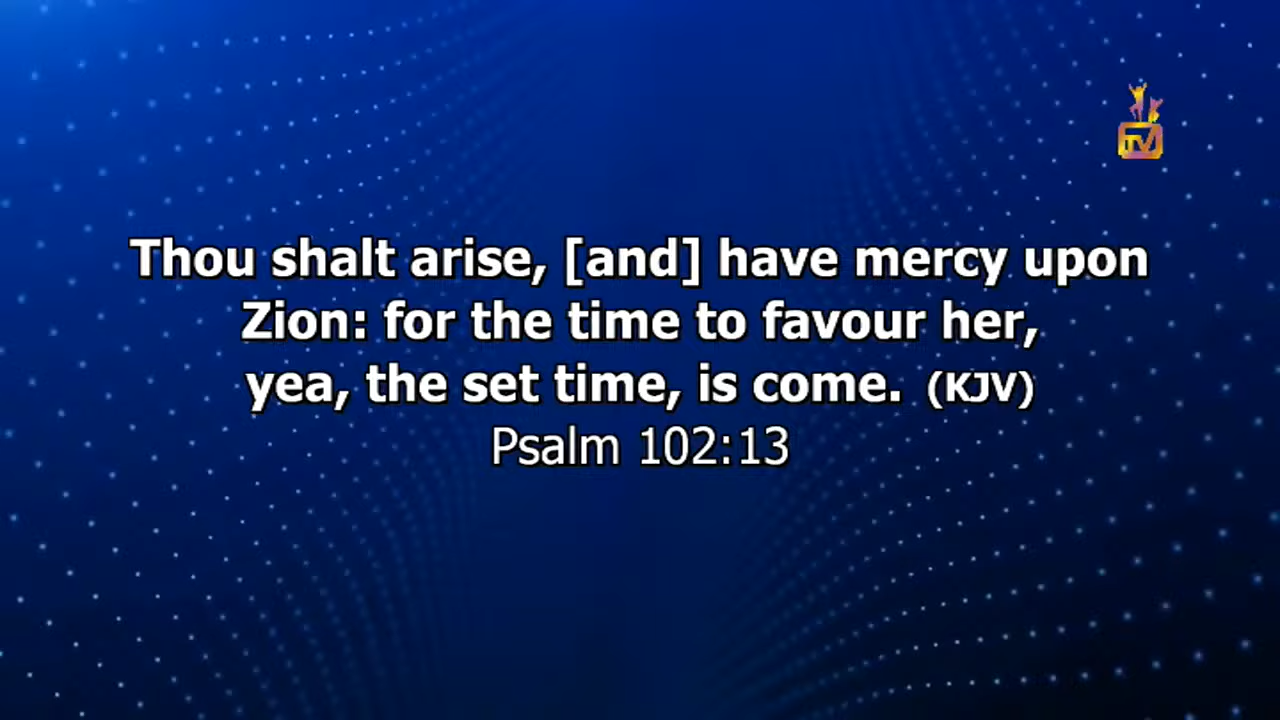 TV
Thou shalt arise, [and] have mercy upon
Zion: for the time to favour her,
yea, the set time, is come. (KJV)
Psalm 102:13